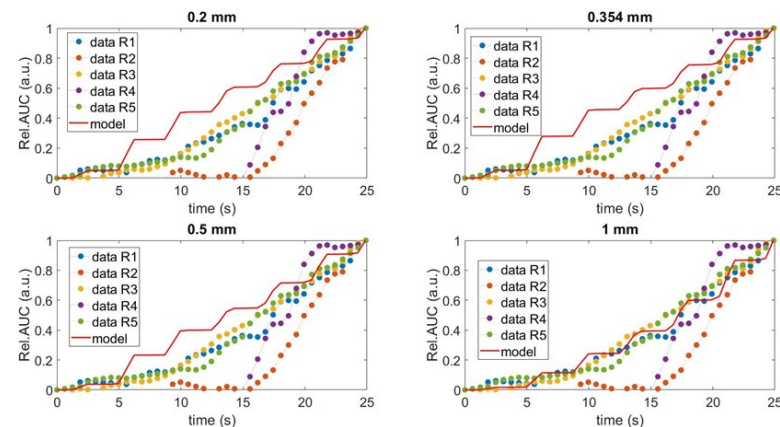 0.2 mm
Rel.AUC (a.u.)
1
0.8
0.6
0.4
0.2
0
data R1
data R2
data R3
data R4
data R5
model
0 5 10 15 20 25
time (s)
0.354 mm
Rel.AUC (a.u.)
1
0.8
0.6
0.4
0.2
0
data R1
data R2
data R3
data R4
data R5
model
0 5 10 15 20 25
time (s)
0.5 mm
Rel.AUC (a.u.)
1
0.8
0.6
0.4
0.2
0
data R1
data R2
data R3
data R4
data R5
model
0 5 10 15 20 25
time (s)
1 mm
Rel.AUC (a.u.)
1
0.8
0.6
0.4
0.2
0
data R1
data R2
data R3
data R4
data R5
model
0 5 10 15 20 25
time (s)